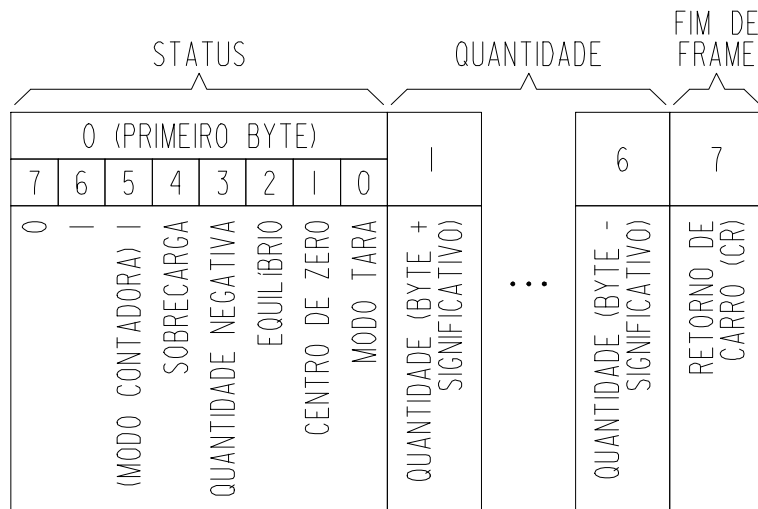 STATUS
QUANTIDADE
FIM DE
FRAME
0 (PRIMEIRO BYTE)
1
6
7
7 6 5 4 3 2 1 0
0
1
(MODO CONTADORA) 1
SOBRECARGA
QUANTIDADE NEGATIVA
EQUILÍBRIO
CENTRO DE ZERO
MODO TARA
QUANTIDADE (BYTE +
SIGNIFICATIVO)
...
QUANTIDADE (BYTE -
SIGNIFICATIVO)
RETORNO DE
CARRO (CR)